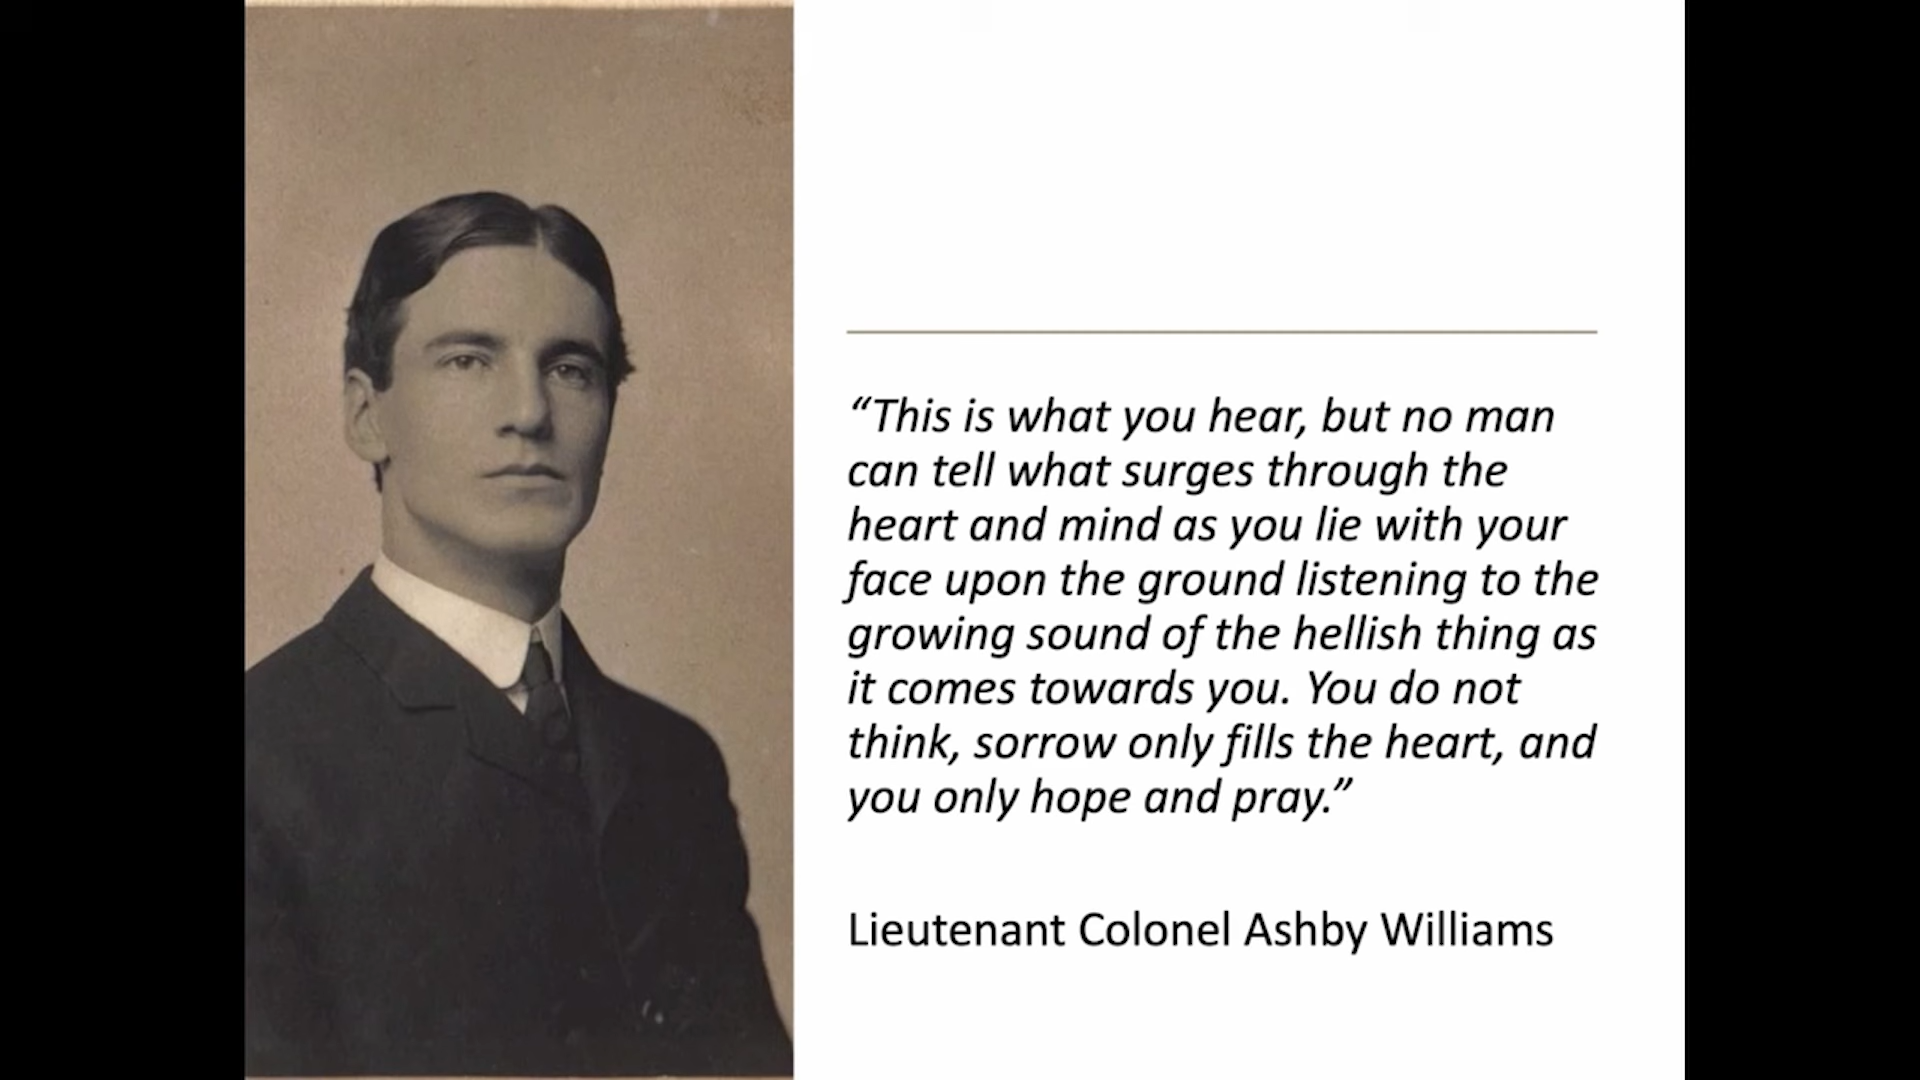 “This is what you hear, but no man
can tell what surges through the
heart and mind as you lie with your
face upon the ground listening to the
growing sound of the hellish thing as
it comes towards you. You do not
think, sorrow only fills the heart, and
you only hope and pray.”
Lieutenant Colonel Ashby Williams